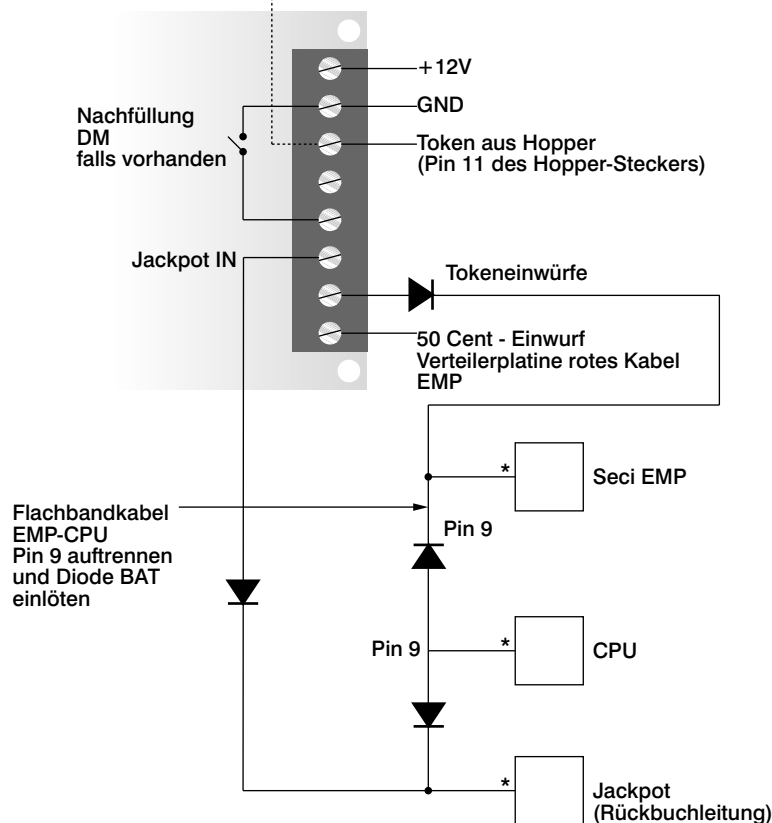 +12V
GND
Nachfüllung
DM
falls vorhanden
Token aus Hopper
(Pin 11 des Hopper-Steckers)
Jackpot IN
Tokeneinwürfe
50 Cent - Einwurf
Verteilerplatine rotes Kabel
EMP
* Seci EMP
Flachbandkabel
EMP-CPU
Pin 9 auftrennen
und Diode BAT
einlöten
Pin 9
Pin 9
* CPU
* Jackpot
(Rückbuchleitung)